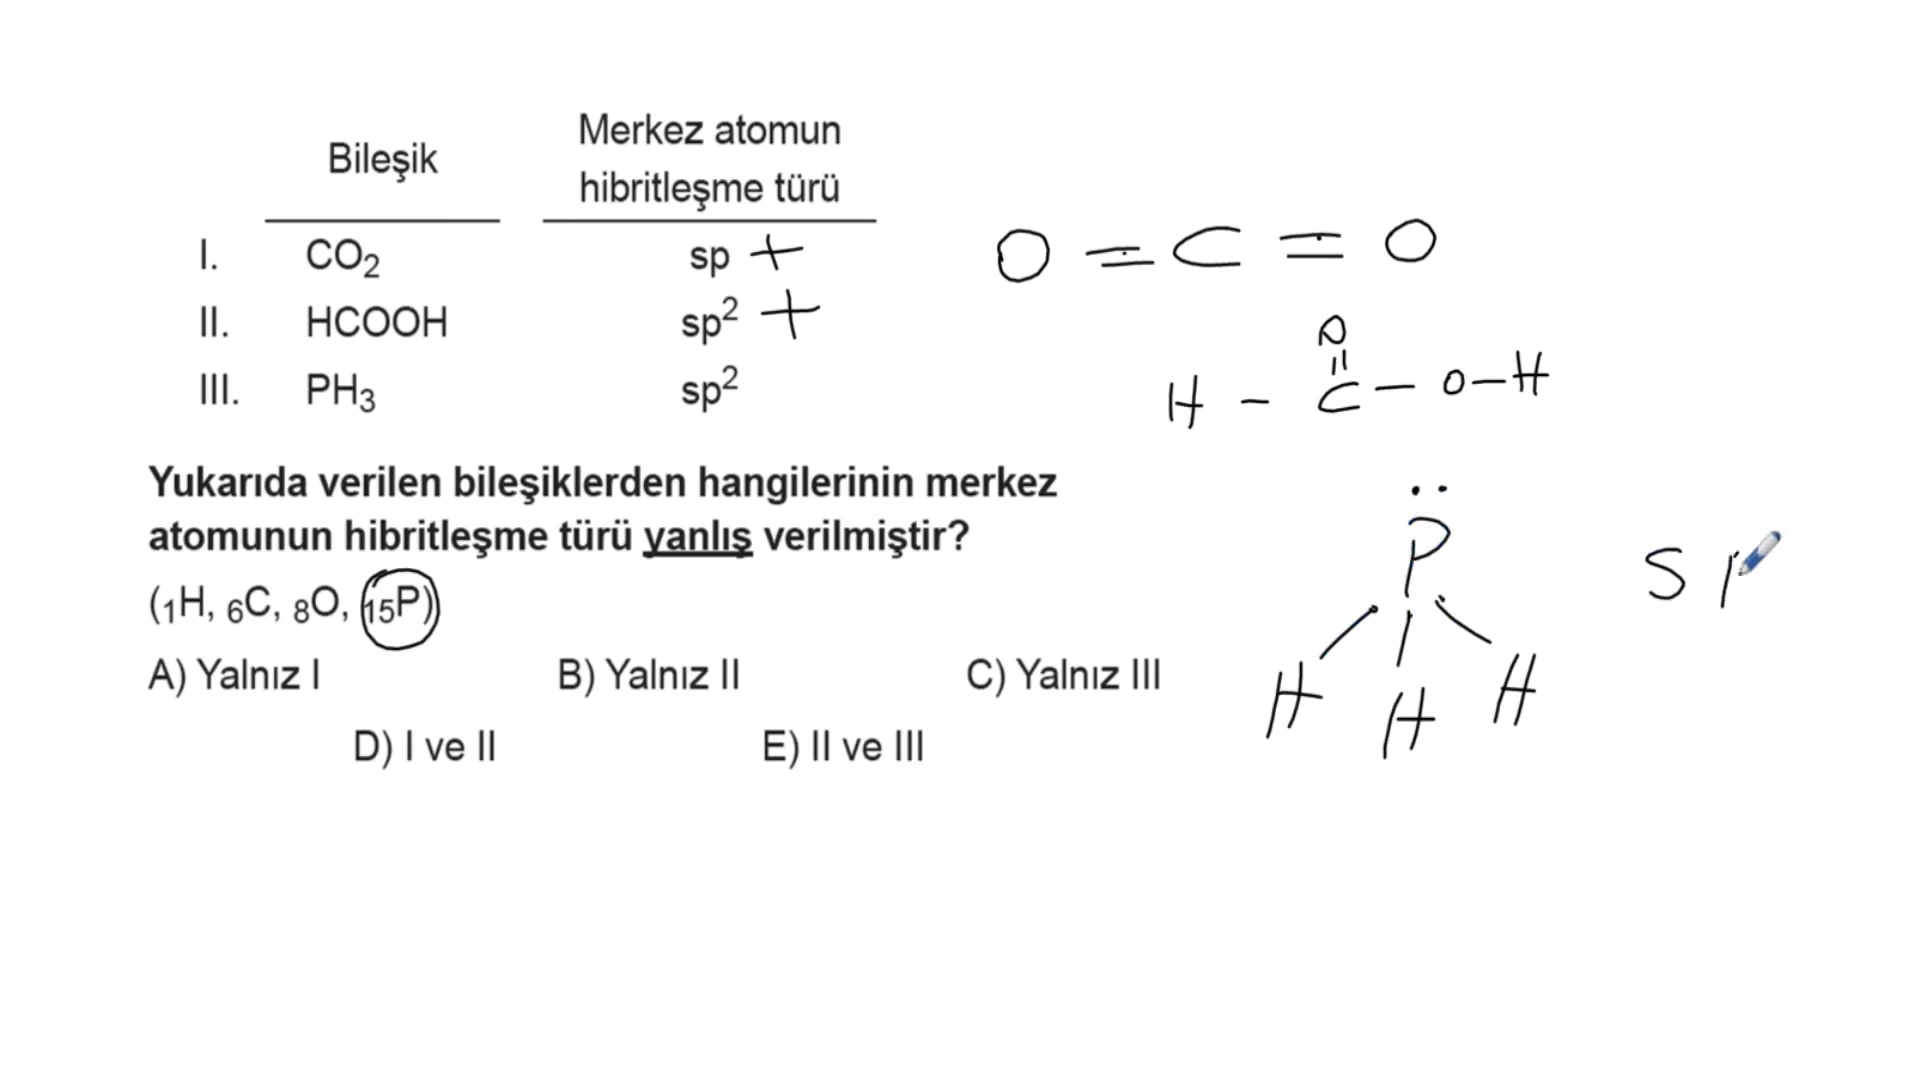 Bileşik
Merkez atomun
hibritleşme türü
I. CO₂ sp +
II. HCOOH sp² +
III. PH₃ sp²
O = C = O
O
H - C - O - H
Yukarıda verilen bileşiklerden hangilerinin merkez
atomunun hibritleşme türü yanlış verilmiştir?
(₁H, ₆C, ₈O, ₁₅P)
A) Yalnız I B) Yalnız II C) Yalnız III
D) I ve II E) II ve III
P
H H H
S